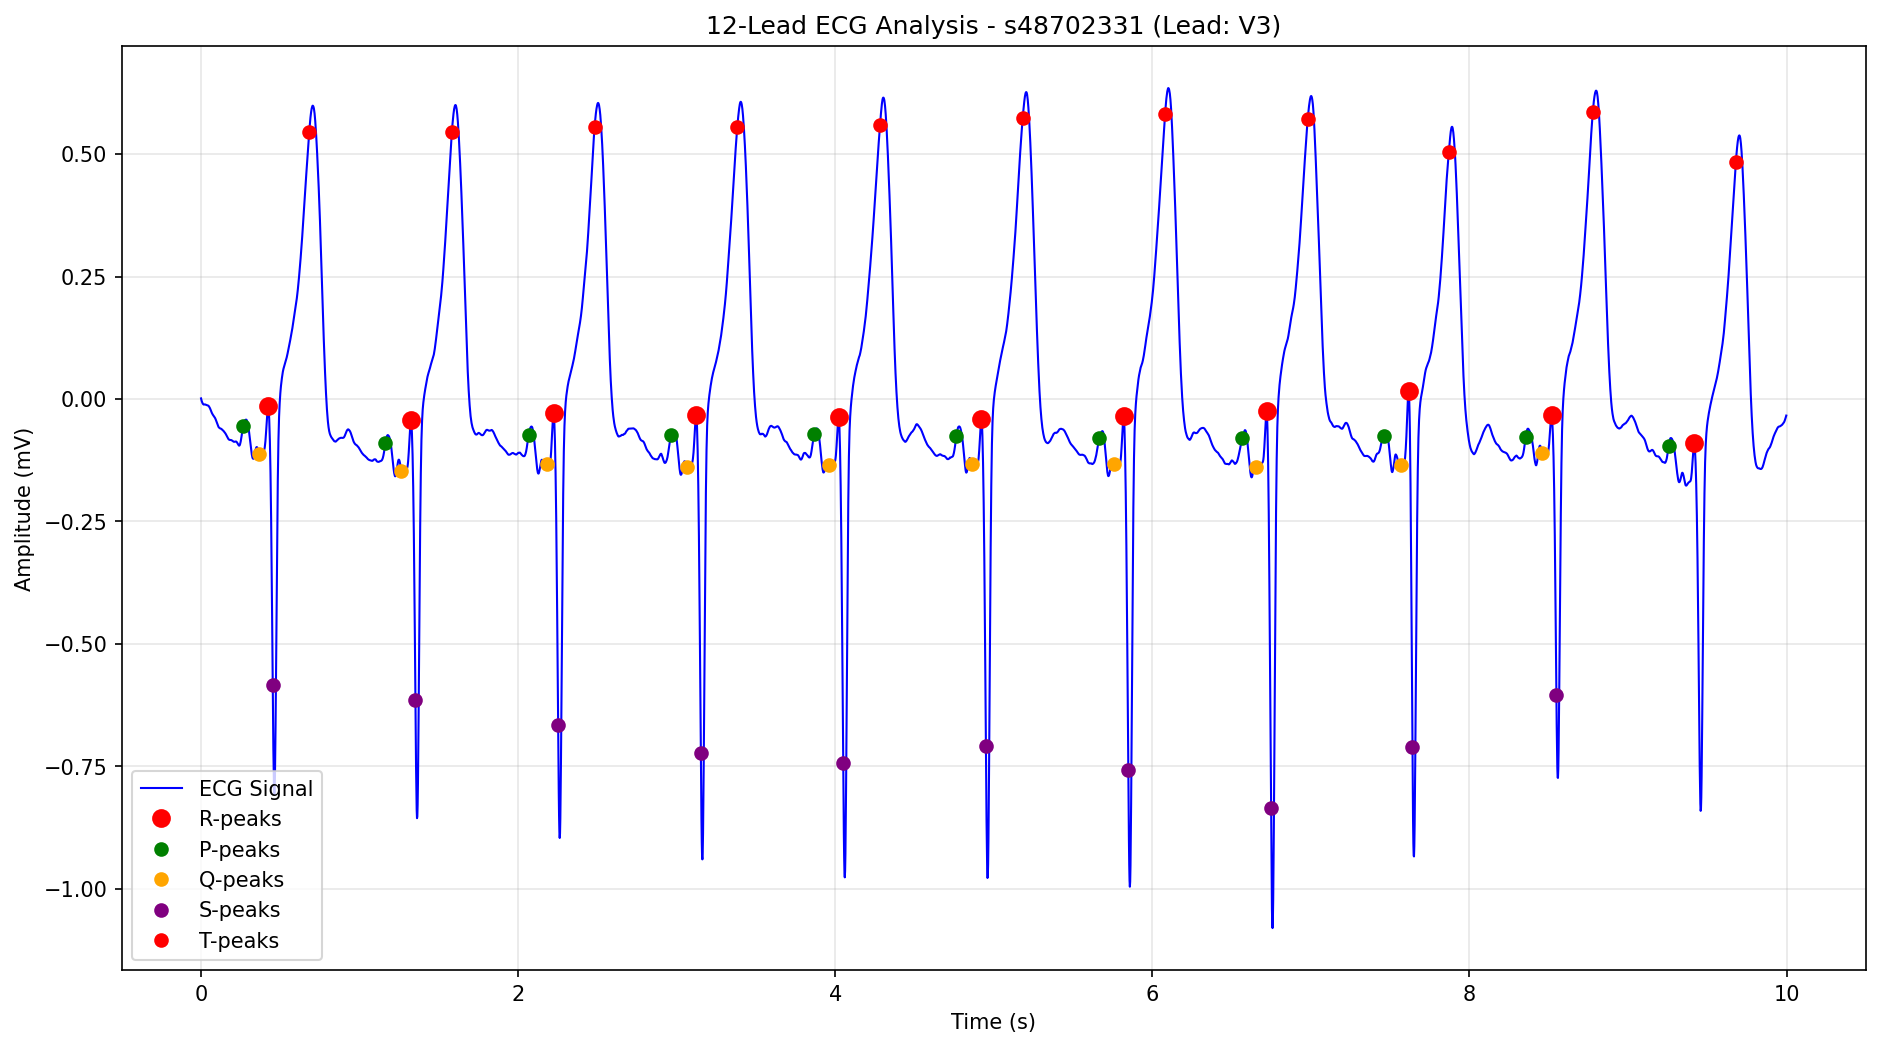 12-Lead ECG Analysis - s48702331 (Lead: V3)
Amplitude (mV)
0.50
0.25
0.00
−0.25
−0.50
−0.75
−1.00
ECG Signal
R-peaks
P-peaks
Q-peaks
S-peaks
T-peaks
0 2 4 6 8 10
Time (s)